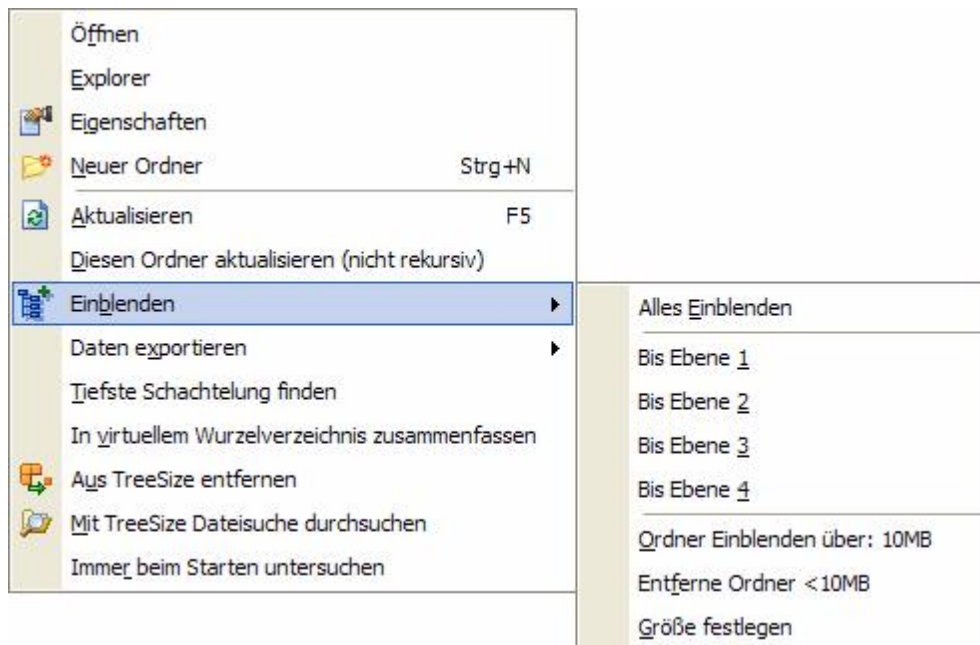 Öffnen
Explorer
Eigenschaften
Neuer Ordner Strg+N
Aktualisieren F5
Diesen Ordner aktualisieren (nicht rekursiv)
Einblenden
Daten exportieren
Tiefste Schachtelung finden
In virtuellem Wurzelverzeichnis zusammenfassen
Aus TreeSize entfernen
Mit TreeSize Dateisuche durchsuchen
Immer beim Starten untersuchen
Alles Einblenden
Bis Ebene 1
Bis Ebene 2
Bis Ebene 3
Bis Ebene 4
Ordner Einblenden über: 10MB
Entferne Ordner <10MB
Größe festlegen